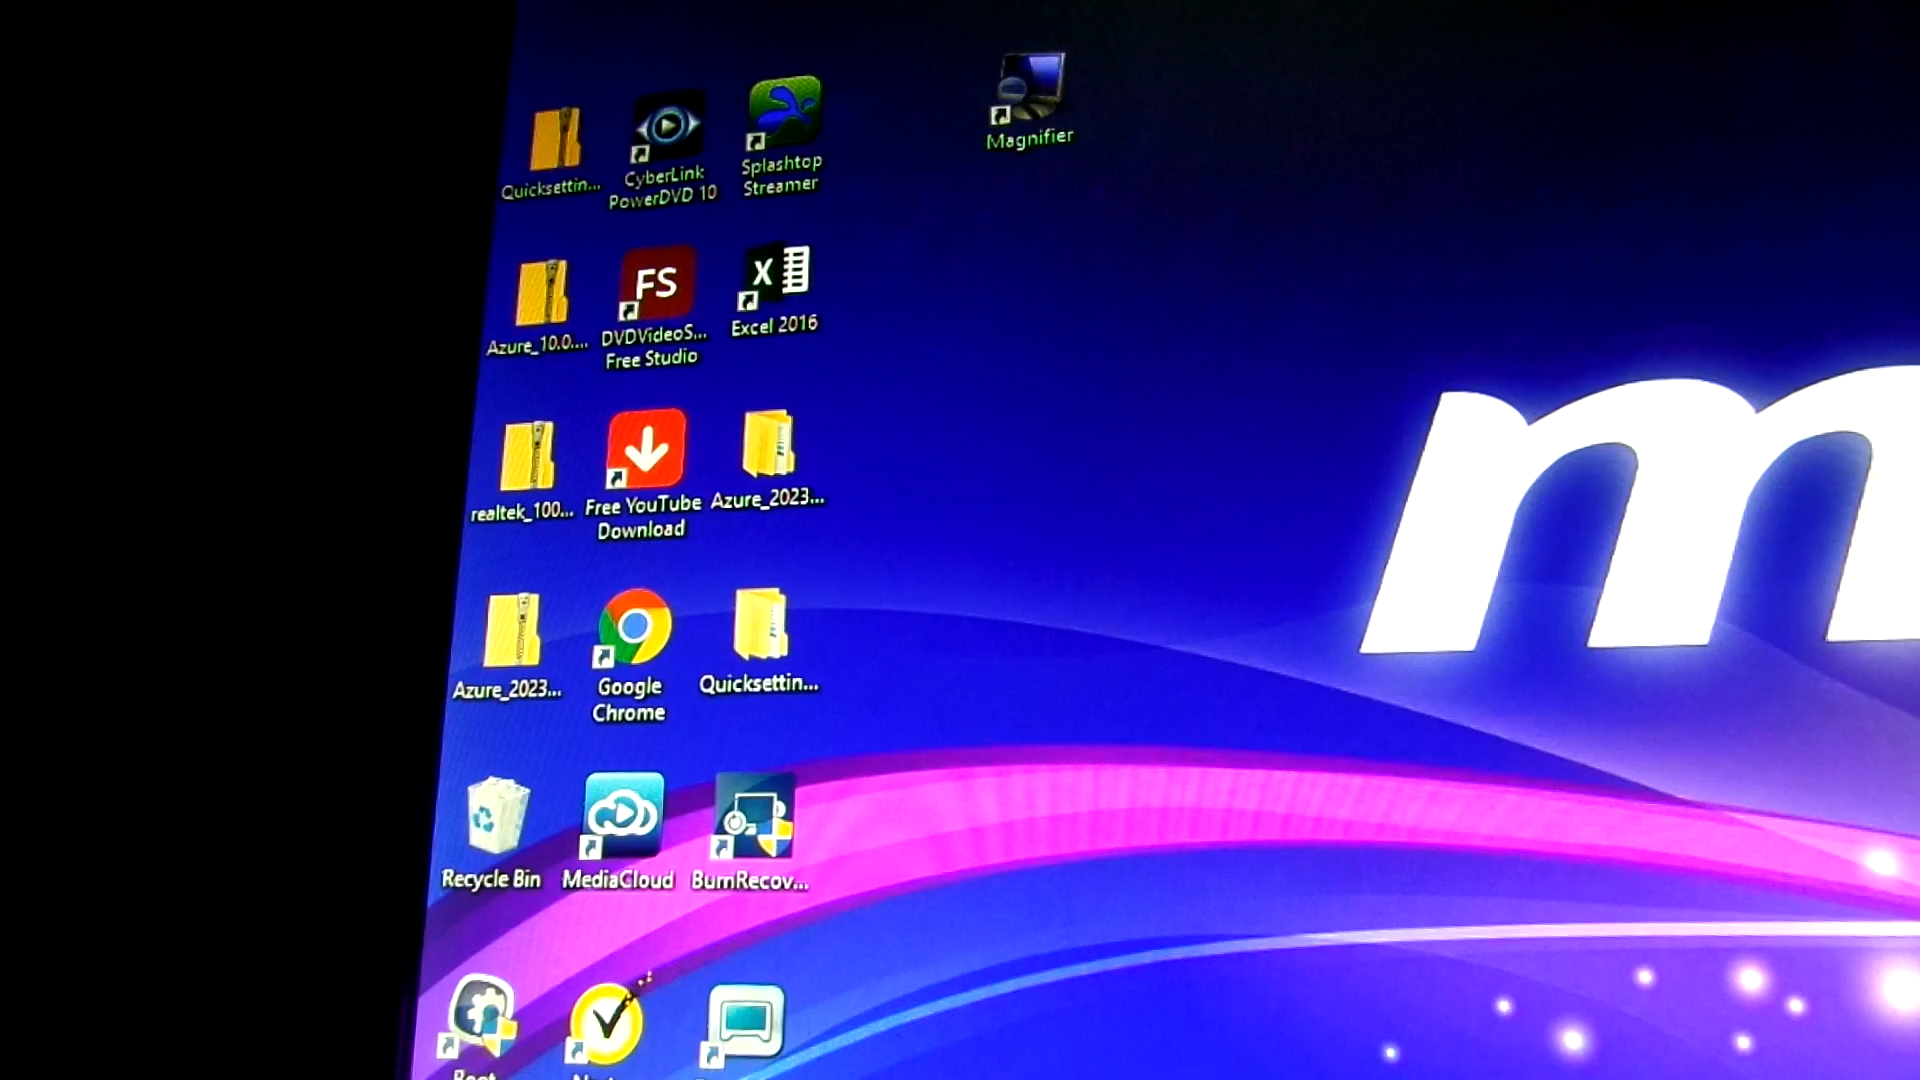 Quicksettin...
CyberLink
PowerDVD 10
Splashtop
Streamer
Magnifier
Azure_10.0....
FS
DVDVideoS...
Free Studio
X
Excel 2016
realtek_100...
Free YouTube
Download
Azure_2023...
m
Azure_2023...
Google
Chrome
Quicksettin...
Recycle Bin
MediaCloud
BurnRecov...